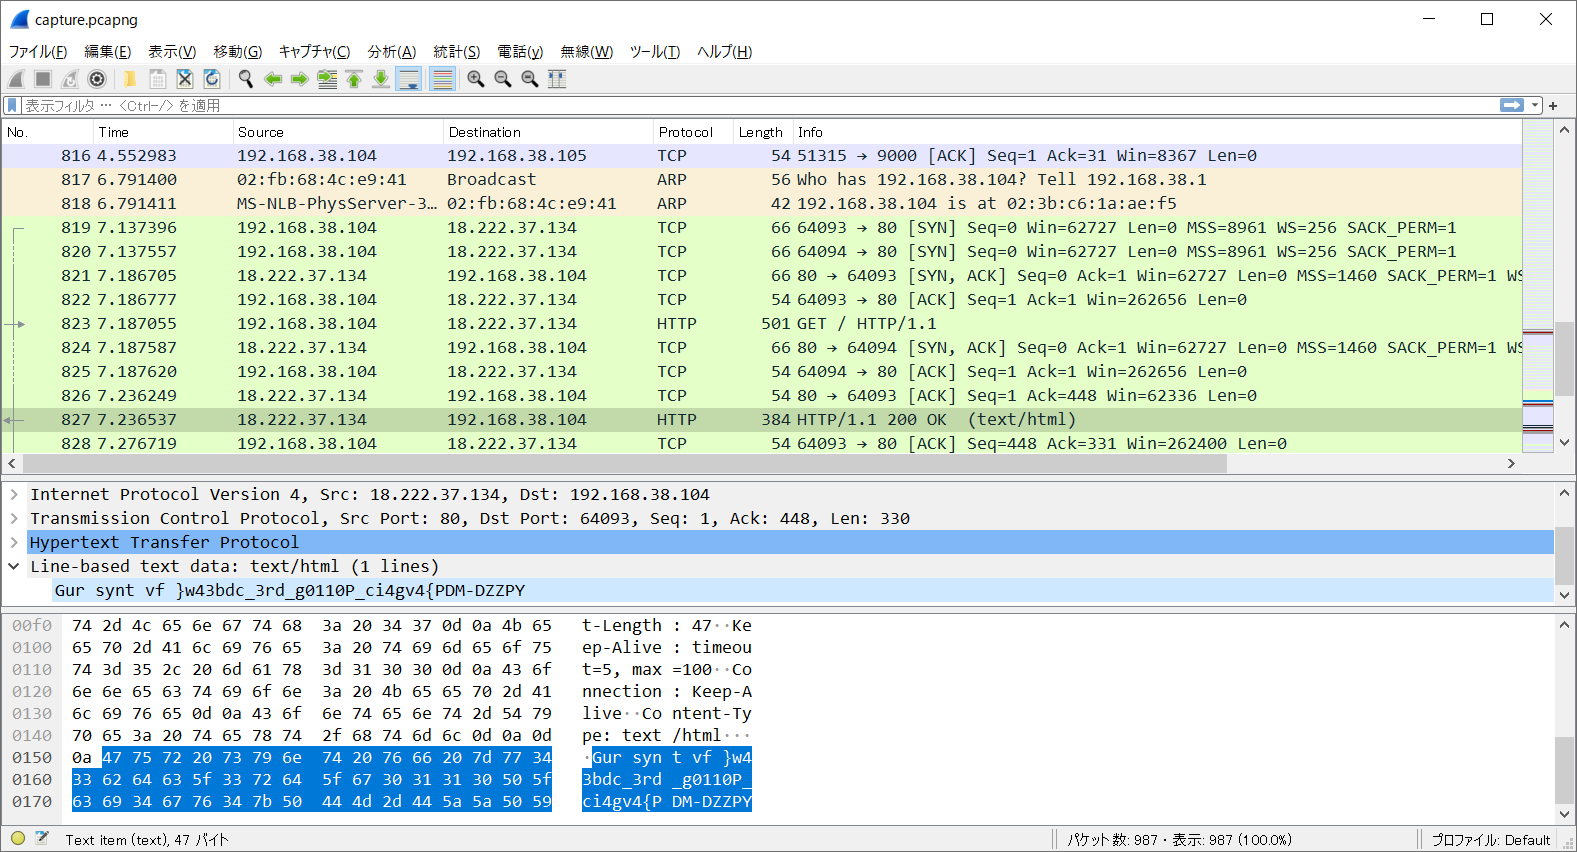 capture.pcapng
ファイル(F) 編集(E) 表示(V) 移動(G) キャプチャ(C) 分析(A) 統計(S) 電話(y) 無線(W) ツール(T) ヘルプ(H)
表示フィルタ … <Ctrl-/> を適用
No. Time Source Destination Protocol Length Info
816 4.552983 192.168.38.104 192.168.38.105 TCP 54 51315 → 9000 [ACK] Seq=1 Ack=31 Win=8367 Len=0
817 6.791400 02:fb:68:4c:e9:41 Broadcast ARP 56 Who has 192.168.38.104? Tell 192.168.38.1
818 6.791411 MS-NLB-PhysServer-3… 02:fb:68:4c:e9:41 ARP 42 192.168.38.104 is at 02:3b:c6:1a:ae:f5
819 7.137396 192.168.38.104 18.222.37.134 TCP 66 64093 → 80 [SYN] Seq=0 Win=62727 Len=0 MSS=8961 WS=256 SACK_PERM=1
820 7.137557 192.168.38.104 18.222.37.134 TCP 66 64094 → 80 [SYN] Seq=0 Win=62727 Len=0 MSS=8961 WS=256 SACK_PERM=1
821 7.186705 18.222.37.134 192.168.38.104 TCP 66 80 → 64093 [SYN, ACK] Seq=0 Ack=1 Win=62727 Len=0 MSS=1460 SACK_PERM=1 WS
822 7.186777 192.168.38.104 18.222.37.134 TCP 54 64093 → 80 [ACK] Seq=1 Ack=1 Win=262656 Len=0
823 7.187055 192.168.38.104 18.222.37.134 HTTP 501 GET / HTTP/1.1
824 7.187587 18.222.37.134 192.168.38.104 TCP 66 80 → 64094 [SYN, ACK] Seq=0 Ack=1 Win=62727 Len=0 MSS=1460 SACK_PERM=1 WS
825 7.187620 192.168.38.104 18.222.37.134 TCP 54 64094 → 80 [ACK] Seq=1 Ack=1 Win=262656 Len=0
826 7.236249 18.222.37.134 192.168.38.104 TCP 54 80 → 64093 [ACK] Seq=1 Ack=448 Win=62336 Len=0
827 7.236537 18.222.37.134 192.168.38.104 HTTP 384 HTTP/1.1 200 OK (text/html)
828 7.276719 192.168.38.104 18.222.37.134 TCP 54 64093 → 80 [ACK] Seq=448 Ack=331 Win=262400 Len=0
Internet Protocol Version 4, Src: 18.222.37.134, Dst: 192.168.38.104
Transmission Control Protocol, Src Port: 80, Dst Port: 64093, Seq: 1, Ack: 448, Len: 330
Hypertext Transfer Protocol
Line-based text data: text/html (1 lines)
Gur synt vf }w43bdc_3rd_g0110P_ci4gv4{PDM-DZZPY
00f0 74 2d 4c 65 6e 67 74 68 3a 20 34 37 0d 0a 4b 65 t-Length : 47··Ke
0100 65 70 2d 41 6c 69 76 65 3a 20 74 69 6d 65 6f 75 ep-Alive : timeou
0110 74 3d 35 2c 20 6d 61 78 3d 31 30 30 0d 0a 43 6f t=5, max =100··Co
0120 6e 6e 65 63 74 69 6f 6e 3a 20 4b 65 65 70 2d 41 nnection : Keep-A
0130 6c 69 76 65 0d 0a 43 6f 6e 74 65 6e 74 2d 54 79 live··Co ntent-Ty
0140 70 65 3a 20 74 65 78 74 2f 68 74 6d 6c 0d 0a 0d pe: text /html···
0150 0a 47 75 72 20 73 79 6e 74 20 76 66 20 7d 77 34 ·Gur syn t vf }w4
0160 33 62 64 63 5f 33 72 64 5f 67 30 31 31 30 50 5f 3bdc_3rd _g0110P_
0170 63 69 34 67 76 34 7b 50 44 4d 2d 44 5a 5a 50 59 ci4gv4{P DM-DZZPY
Text item (text), 47 バイト パケット数: 987 · 表示: 987 (100.0%) プロファイル: Default